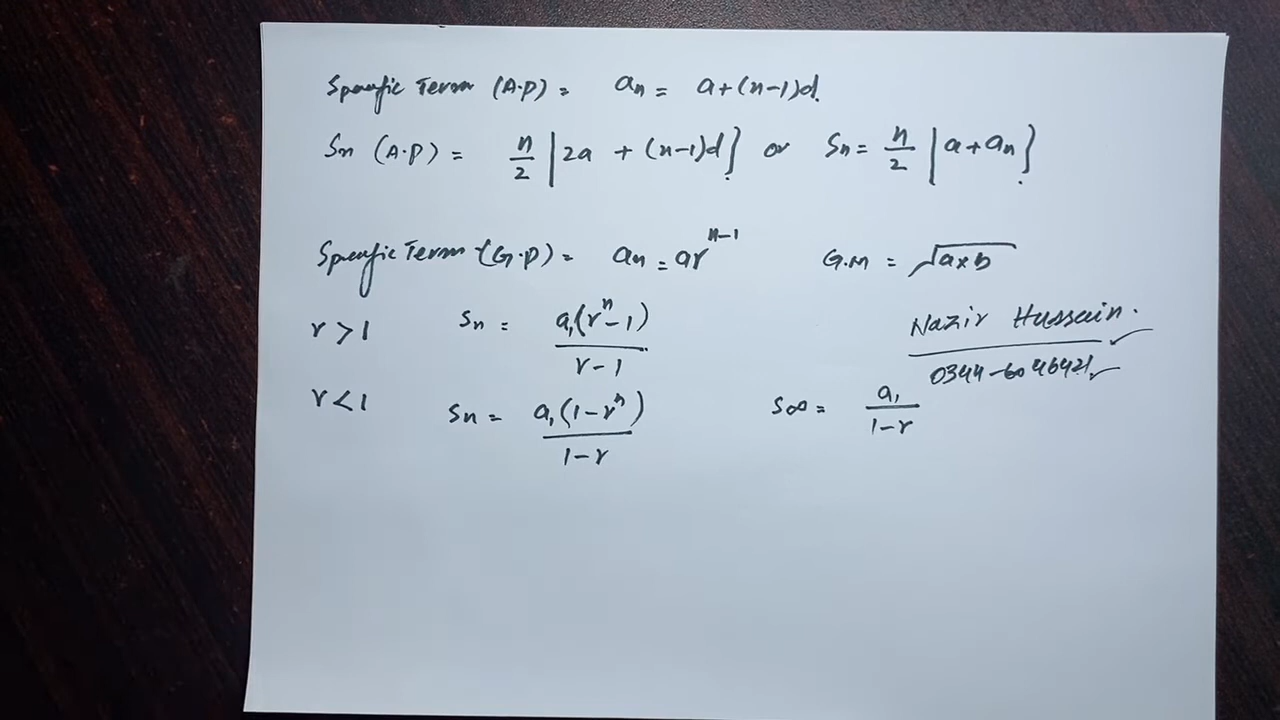 Specific Term (A.P) = an = a+(n-1)d.
Sn (A.P) = n/2 |2a + (n-1)d} or Sn = n/2 |a+an}
Specific Term (G.P) = an = ar^n-1 G.M = √a×b
r > 1 Sn = a₁(r^n-1) / r-1
Nazir Hussain.
0344-6046421
r < 1 Sn = a₁(1-r^n) / 1-r S∞ = a₁ / 1-r